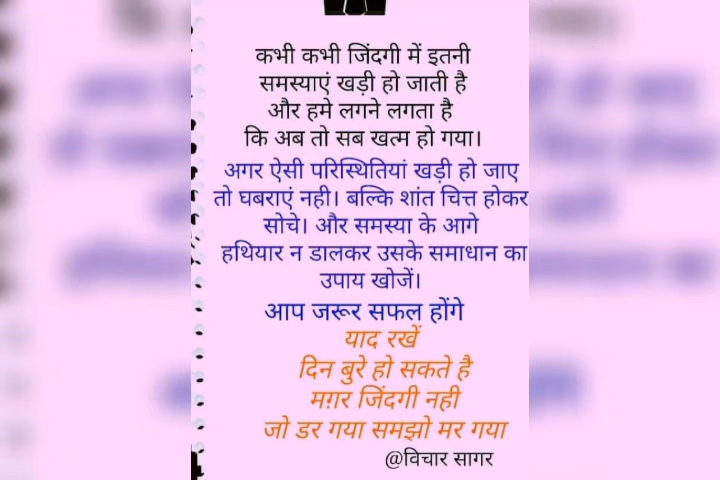 कभी कभी जिंदगी में इतनी
समस्याएं खड़ी हो जाती है
और हमे लगने लगता है
कि अब तो सब खत्म हो गया।
अगर ऐसी परिस्थितियां खड़ी हो जाए
तो घबराएं नही। बल्कि शांत चित्त होकर
सोचे। और समस्या के आगे
हथियार न डालकर उसके समाधान का
उपाय खोजें।
आप जरूर सफल होंगे
याद रखें
दिन बुरे हो सकते है
मग़र जिंदगी नही
जो डर गया समझो मर गया
@विचार सागर